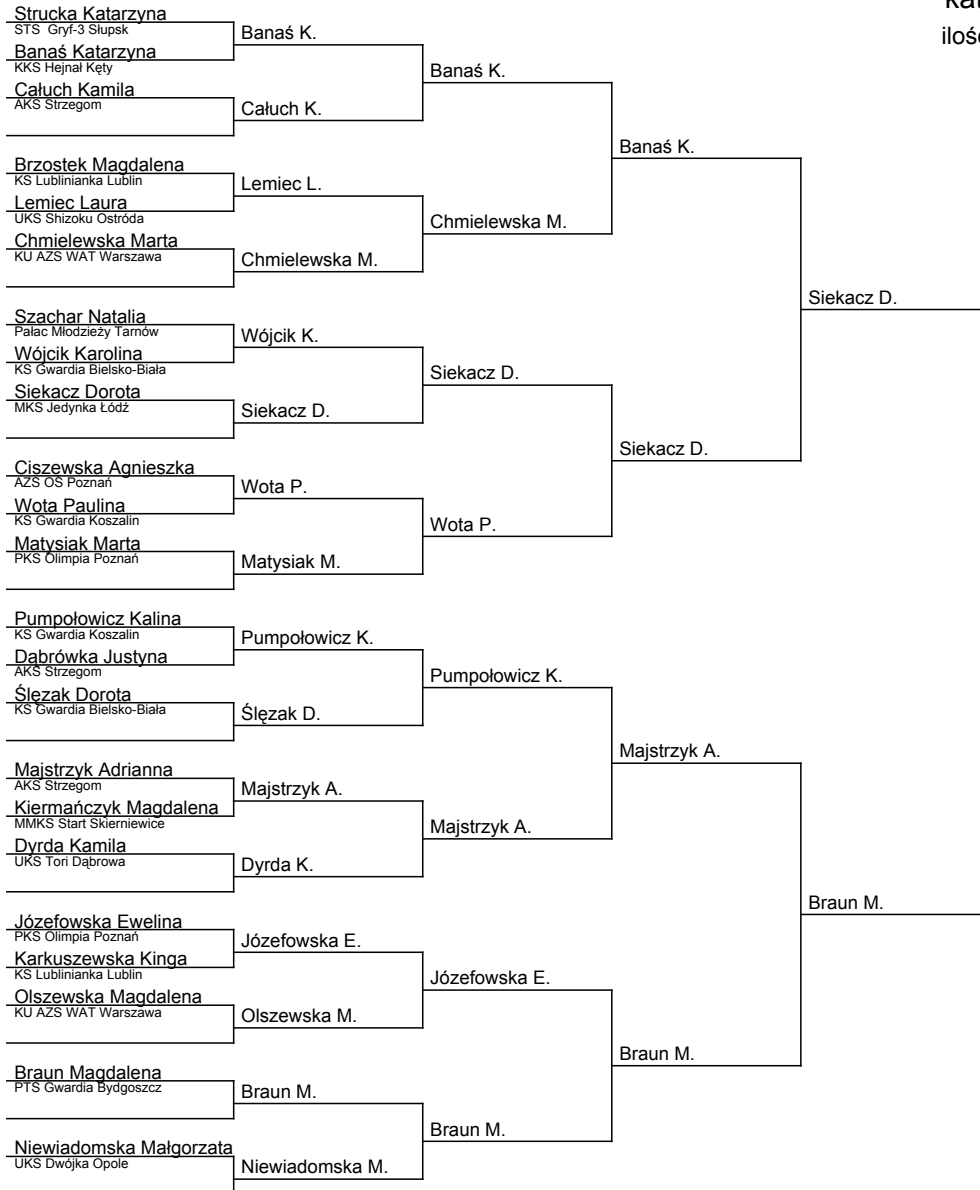 Strucka Katarzyna
STS Gryf-3 Słupsk
Banaś Katarzyna
KKS Hejnał Kęty
Całuch Kamila
AKS Strzegom
Brzostek Magdalena
KS Lublinianka Lublin
Lemiec Laura
UKS Shizoku Ostróda
Chmielewska Marta
KU AZS WAT Warszawa
Szachar Natalia
Pałac Młodzieży Tarnów
Wójcik Karolina
KS Gwardia Bielsko-Biała
Siekacz Dorota
MKS Jedynka Łódź
Ciszewska Agnieszka
AZS OŚ Poznań
Wota Paulina
KS Gwardia Koszalin
Matysiak Marta
PKS Olimpia Poznań
Pumpołowicz Kalina
KS Gwardia Koszalin
Dąbrówka Justyna
AKS Strzegom
Ślęzak Dorota
KS Gwardia Bielsko-Biała
Majstrzyk Adrianna
AKS Strzegom
Kiermańczyk Magdalena
MMKS Start Skierniewice
Dyrda Kamila
UKS Tori Dąbrowa
Józefowska Ewelina
PKS Olimpia Poznań
Karkuszewska Kinga
KS Lublinianka Lublin
Olszewska Magdalena
KU AZS WAT Warszawa
Braun Magdalena
PTS Gwardia Bydgoszcz
Niewiadomska Małgorzata
UKS Dwójka Opole
Banaś K.
Całuch K.
Lemiec L.
Chmielewska M.
Wójcik K.
Siekacz D.
Wota P.
Matysiak M.
Pumpołowicz K.
Ślęzak D.
Majstrzyk A.
Dyrda K.
Józefowska E.
Olszewska M.
Braun M.
Niewiadomska M.
Banaś K.
Chmielewska M.
Siekacz D.
Wota P.
Pumpołowicz K.
Majstrzyk A.
Józefowska E.
Braun M.
Banaś K.
Siekacz D.
Majstrzyk A.
Braun M.
Siekacz D.
Braun M.